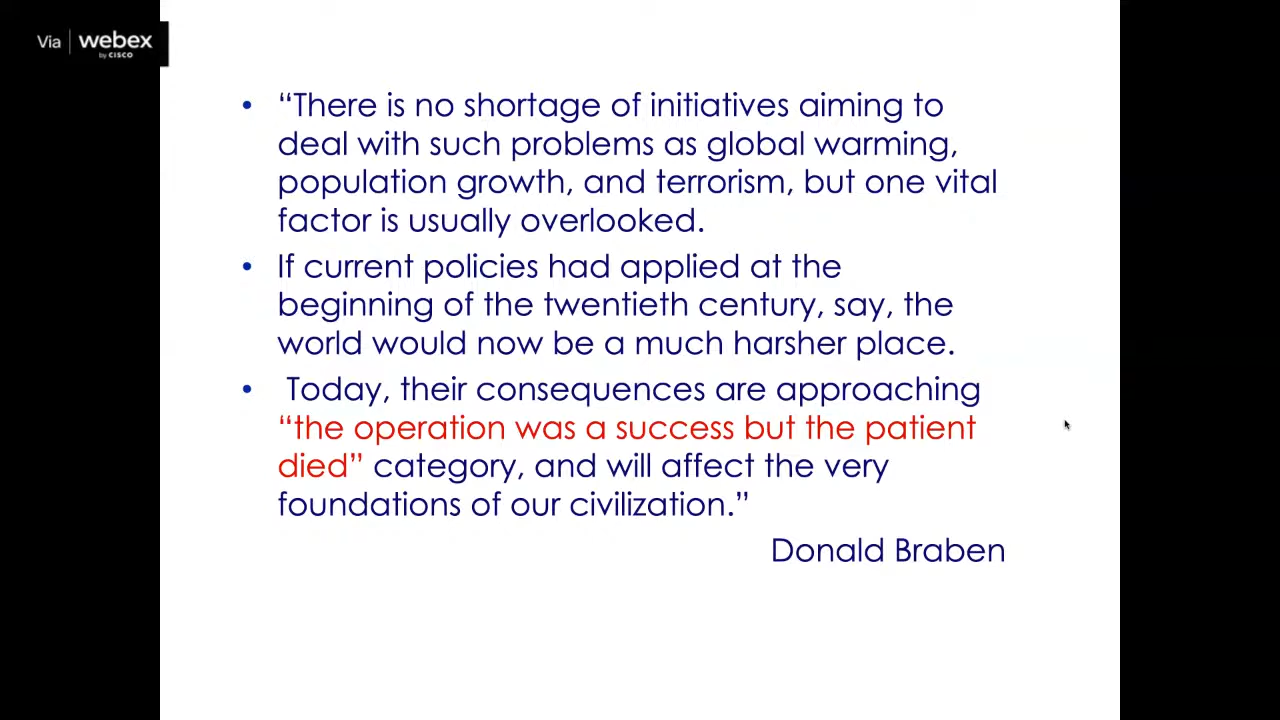 Via webex
by CISCO
• “There is no shortage of initiatives aiming to
deal with such problems as global warming,
population growth, and terrorism, but one vital
factor is usually overlooked.
• If current policies had applied at the
beginning of the twentieth century, say, the
world would now be a much harsher place.
• Today, their consequences are approaching
“the operation was a success but the patient
died” category, and will affect the very
foundations of our civilization.”
Donald Braben